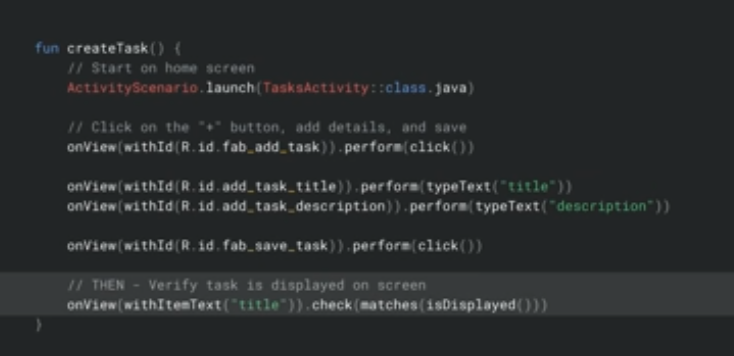 fun createTask() {
// Start on home screen
ActivityScenario.launch(TasksActivity::class.java)
// Click on the "+" button, add details, and save
onView(withId(R.id.fab_add_task)).perform(click())
onView(withId(R.id.add_task_title)).perform(typeText("title"))
onView(withId(R.id.add_task_description)).perform(typeText("description"))
onView(withId(R.id.fab_save_task)).perform(click())
// THEN - Verify task is displayed on screen
onView(withItemText("title")).check(matches(isDisplayed()))
}